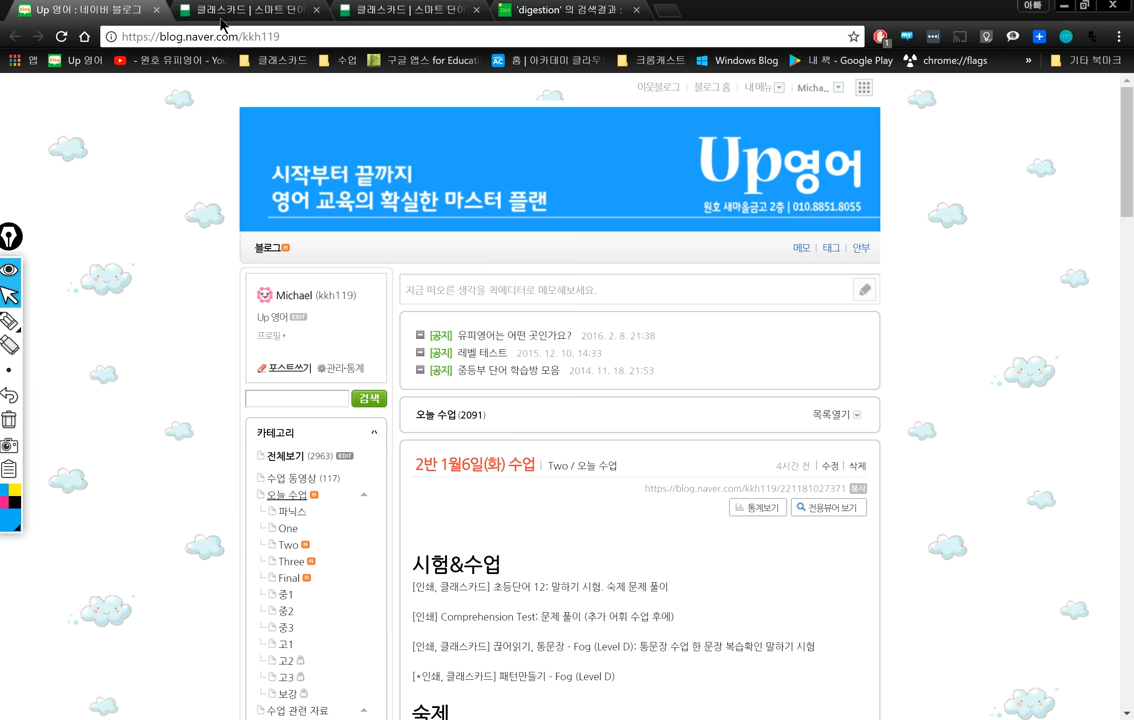 Up 영어 : 네이버 블로그
클래스카드 | 스마트 단어
클래스카드 | 스마트 단어
'digestion' 의 검색결과 :
아빠
https://blog.naver.com/kkh119
앱
Up 영어
- 원호 유피영어 - You
클래스카드
수업
구글 앱스 for Educati
홈 | 아카데미 클라우
크롬캐스트
Windows Blog
내 책 - Google Play
chrome://flags
»
기타 북마크
이웃블로그 | 블로그 홈 | 내 메뉴 | Micha..
시작부터 끝까지
영어 교육의 확실한 마스터 플랜
Up영어
원호 새마을금고 2층 | 010.8851.8055
블로그
메모 | 태그 | 안부
Michael (kkh119)
Up 영어 EDIT
프로필
포스트쓰기 관리·통계
검색
카테고리
전체보기 (2963) EDIT
수업 동영상 (117)
오늘 수업
파닉스
One
Two
Three
Final
중1
중2
중3
고1
고2
고3
보강
수업 관련 자료
지금 떠오른 생각을 퀵에디터로 메모해보세요.
[공지] 유피영어는 어떤 곳인가요? 2016. 2. 8. 21:38
[공지] 레벨 테스트 2015. 12. 10. 14:33
[공지] 중등부 단어 학습방 모음 2014. 11. 18. 21:53
오늘 수업 (2091)
목록열기
2반 1월6일(화) 수업 | Two / 오늘 수업
4시간 전 | 수정 | 삭제
https://blog.naver.com/kkh119/221181027371 복사
통계보기
전용뷰어 보기
시험&수업
[인쇄, 클래스카드] 초등단어 12: 말하기 시험. 숙제 문제 풀이
[인쇄] Comprehension Test: 문제 풀이 (추가 어휘 수업 후에)
[인쇄, 클래스카드] 끊어읽기, 통문장 - Fog (Level D): 통문장 수업 한 문장 복습확인 말하기 시험
[*인쇄, 클래스카드] 패턴만들기 - Fog (Level D)
숙제